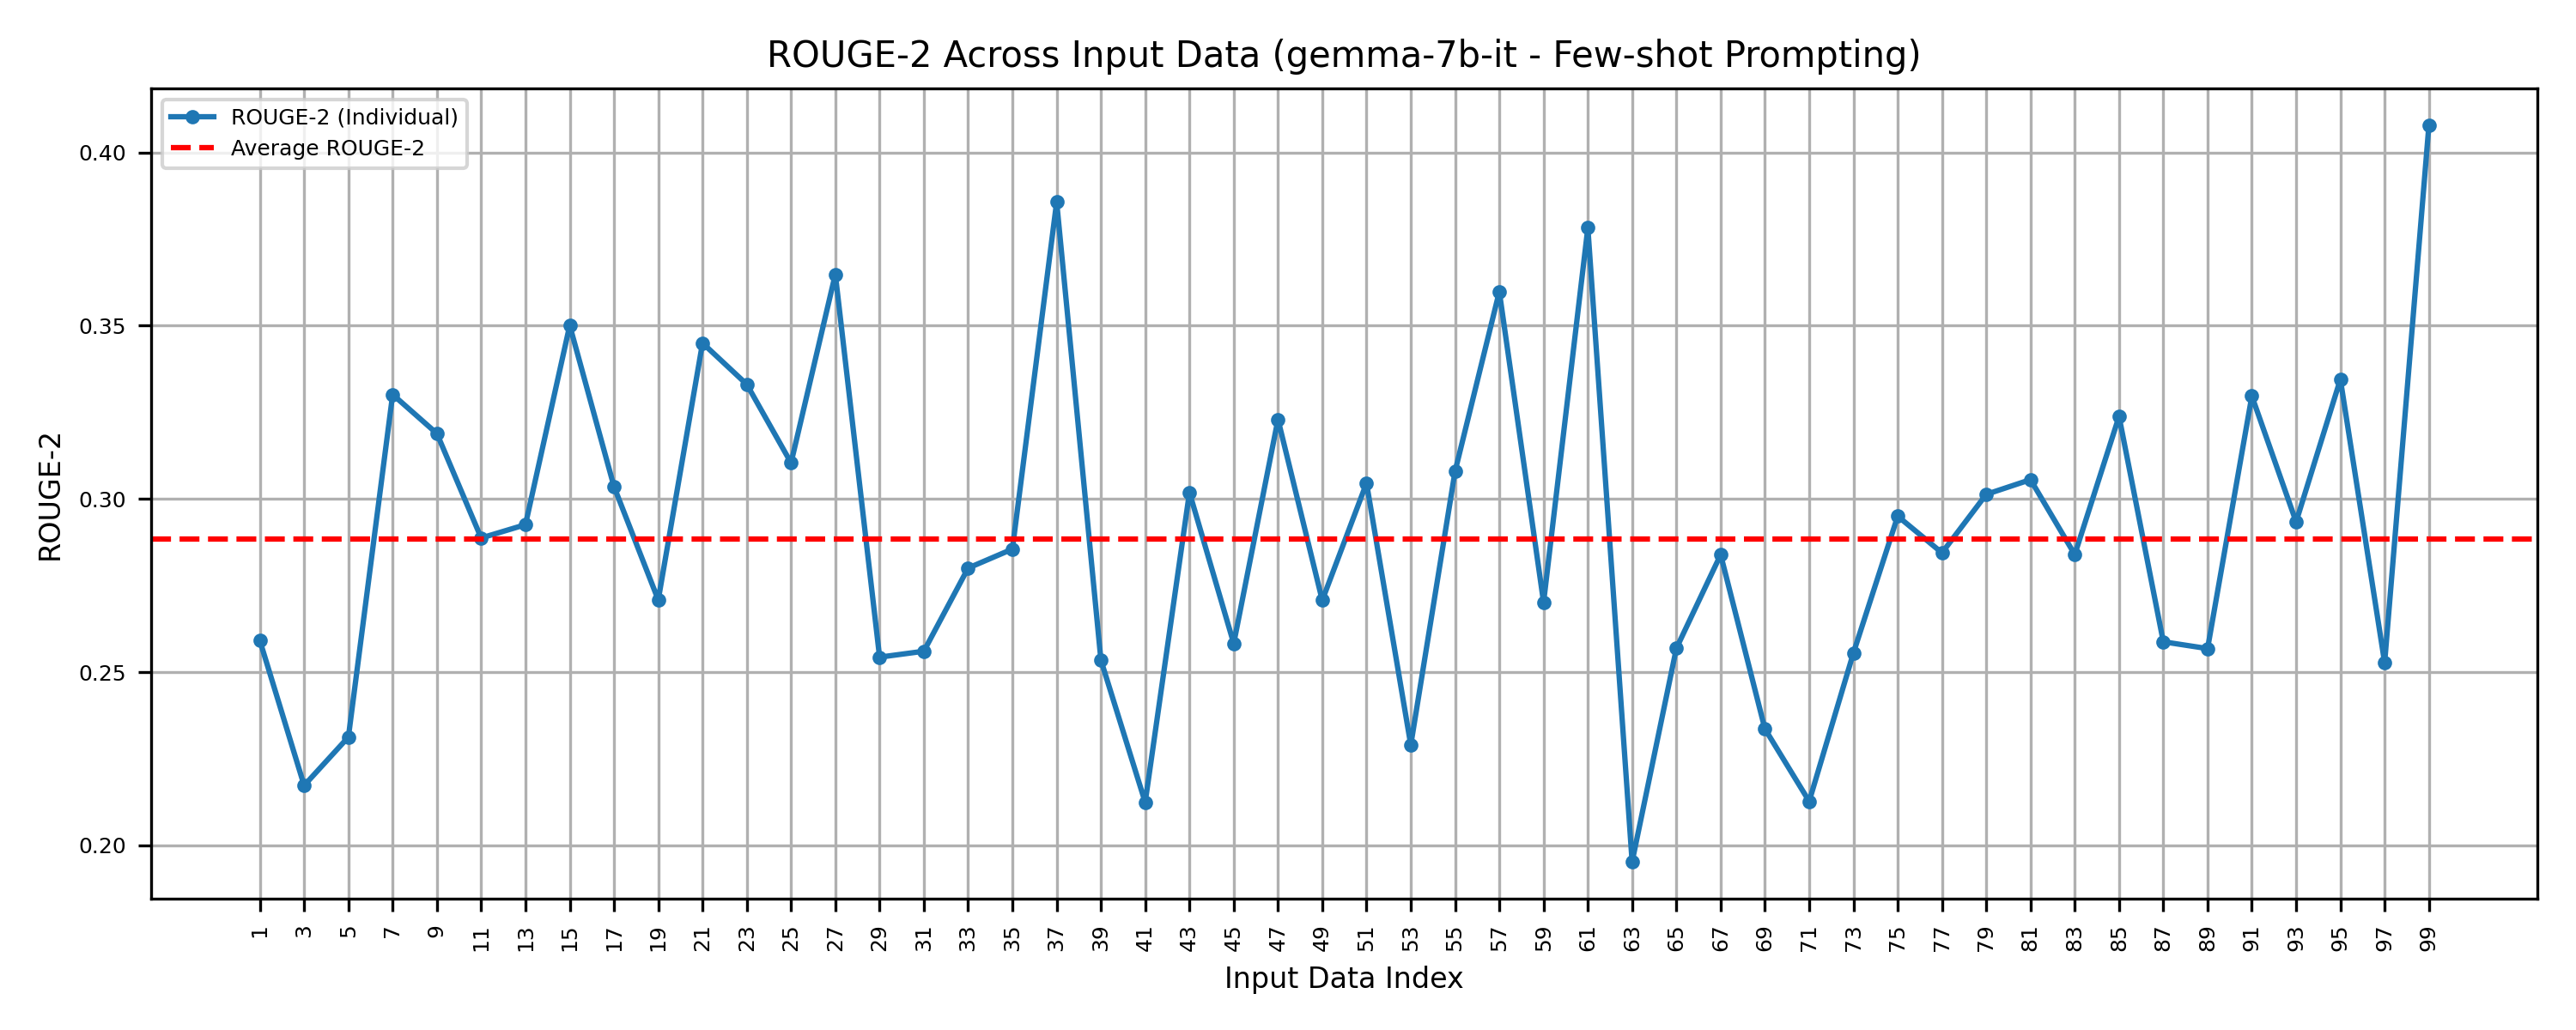 ROUGE-2 Across Input Data (gemma-7b-it - Few-shot Prompting)
ROUGE-2 (Individual)
Average ROUGE-2
ROUGE-2
0.40
0.35
0.30
0.25
0.20
1 3 5 7 9 11 13 15 17 19 21 23 25 27 29 31 33 35 37 39 41 43 45 47 49 51 53 55 57 59 61 63 65 67 69 71 73 75 77 79 81 83 85 87 89 91 93 95 97 99
Input Data Index